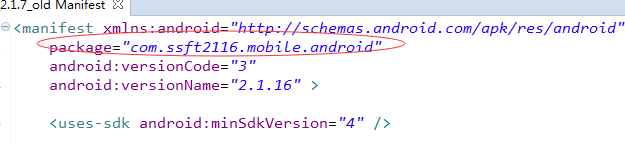 2.1.7_old Manifest
<manifest xmlns:android="http://schemas.android.com/apk/res/android"
package="com.ssft2116.mobile.android"
android:versionCode="3"
android:versionName="2.1.16" >
<uses-sdk android:minSdkVersion="4" />